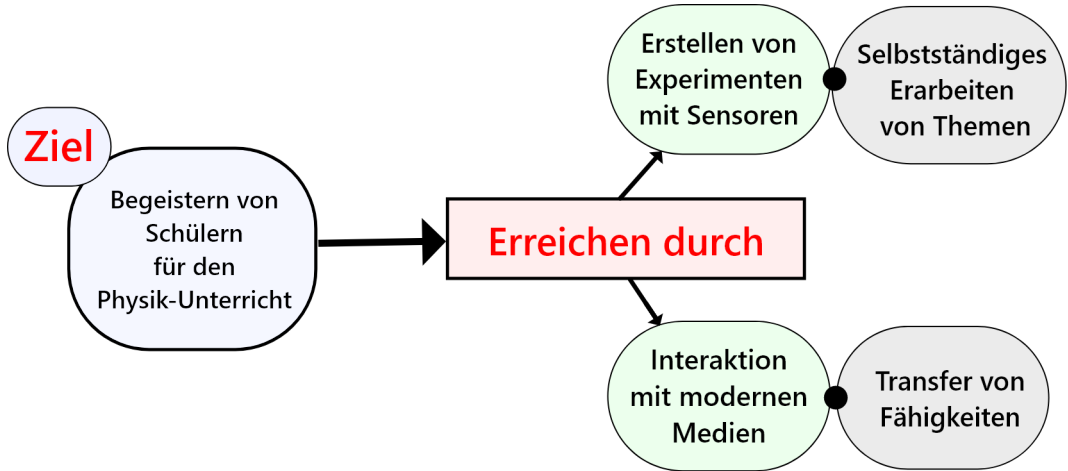 Ziel
Begeistern von
Schülern
für den
Physik-Unterricht
Erreichen durch
Erstellen von
Experimenten
mit Sensoren
Selbstständiges
Erarbeiten
von Themen
Interaktion
mit modernen
Medien
Transfer von
Fähigkeiten